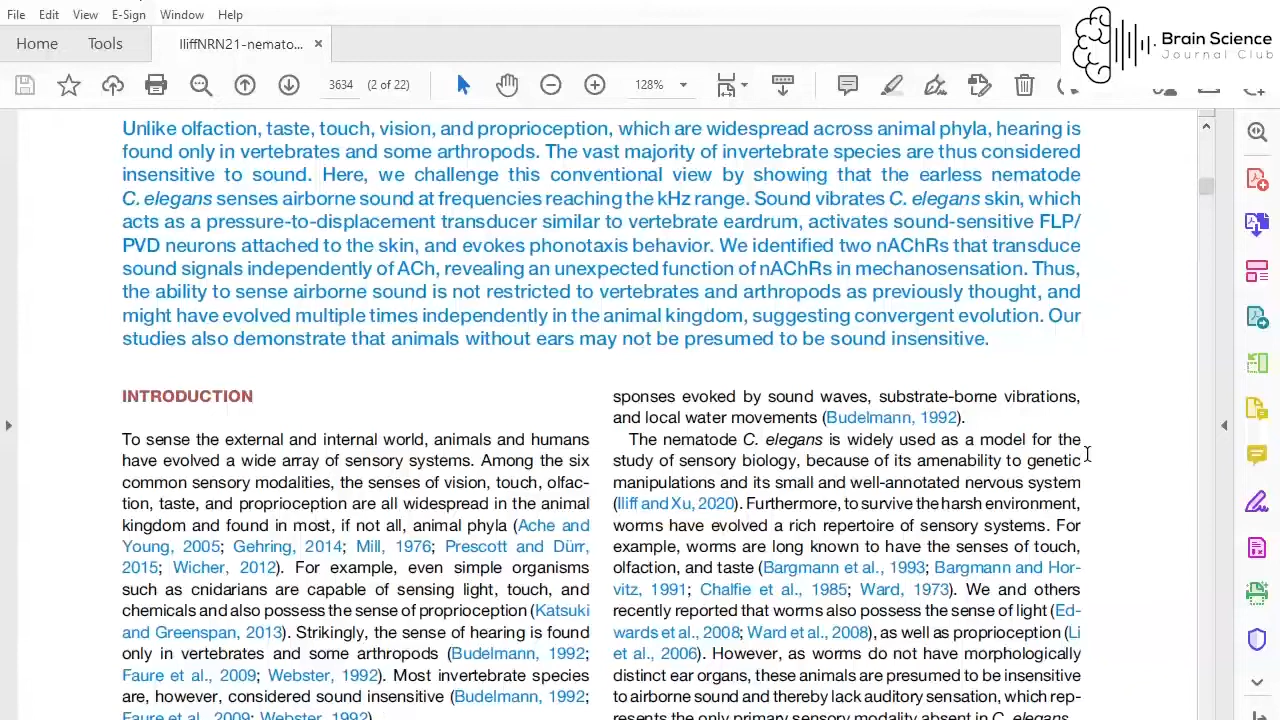 File Edit View E-Sign Window Help
Home Tools IliffNRN21-nemato... ×
3634 (2 of 22) 128%
Brain Science
Journal Club
Unlike olfaction, taste, touch, vision, and proprioception, which are widespread across animal phyla, hearing is
found only in vertebrates and some arthropods. The vast majority of invertebrate species are thus considered
insensitive to sound. Here, we challenge this conventional view by showing that the earless nematode
C. elegans senses airborne sound at frequencies reaching the kHz range. Sound vibrates C. elegans skin, which
acts as a pressure-to-displacement transducer similar to vertebrate eardrum, activates sound-sensitive FLP/
PVD neurons attached to the skin, and evokes phonotaxis behavior. We identified two nAChRs that transduce
sound signals independently of ACh, revealing an unexpected function of nAChRs in mechanosensation. Thus,
the ability to sense airborne sound is not restricted to vertebrates and arthropods as previously thought, and
might have evolved multiple times independently in the animal kingdom, suggesting convergent evolution. Our
studies also demonstrate that animals without ears may not be presumed to be sound insensitive.
INTRODUCTION
To sense the external and internal world, animals and humans
have evolved a wide array of sensory systems. Among the six
common sensory modalities, the senses of vision, touch, olfac-
tion, taste, and proprioception are all widespread in the animal
kingdom and found in most, if not all, animal phyla (Ache and
Young, 2005; Gehring, 2014; Mill, 1976; Prescott and Dürr,
2015; Wicher, 2012). For example, even simple organisms
such as cnidarians are capable of sensing light, touch, and
chemicals and also possess the sense of proprioception (Katsuki
and Greenspan, 2013). Strikingly, the sense of hearing is found
only in vertebrates and some arthropods (Budelmann, 1992;
Faure et al., 2009; Webster, 1992). Most invertebrate species
are, however, considered sound insensitive (Budelmann, 1992;
Faure et al., 2009; Webster, 1992).
sponses evoked by sound waves, substrate-borne vibrations,
and local water movements (Budelmann, 1992).
The nematode C. elegans is widely used as a model for the
study of sensory biology, because of its amenability to genetic
manipulations and its small and well-annotated nervous system
(Iliff and Xu, 2020). Furthermore, to survive the harsh environment,
worms have evolved a rich repertoire of sensory systems. For
example, worms are long known to have the senses of touch,
olfaction, and taste (Bargmann et al., 1993; Bargmann and Hor-
vitz, 1991; Chalfie et al., 1985; Ward, 1973). We and others
recently reported that worms also possess the sense of light (Ed-
wards et al., 2008; Ward et al., 2008), as well as proprioception (Li
et al., 2006). However, as worms do not have morphologically
distinct ear organs, these animals are presumed to be insensitive
to airborne sound and thereby lack auditory sensation, which rep-
resents the only primary sensory modality absent in C. elegans.